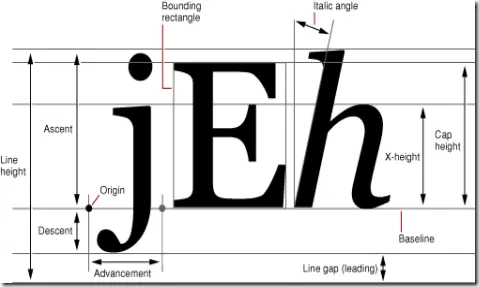 Bounding
rectangle
Italic angle
jEh
Ascent
Cap
height
Line
height
X-height
Origin
Descent
Baseline
Advancement
Line gap (leading)